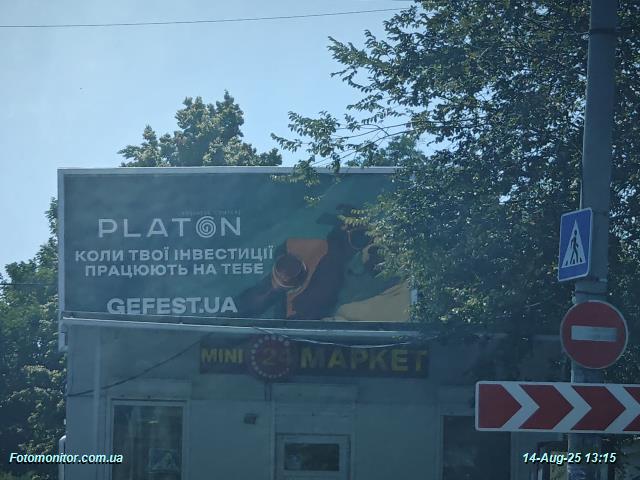 PLATON
КОЛИ ТВОЇ ІНВЕСТИЦІЇ
ПРАЦЮЮТЬ НА ТЕБЕ
GEFEST.UA
MINI 24 МАРКЕТ
Fotomonitor.com.ua
14-Aug-25 13:15